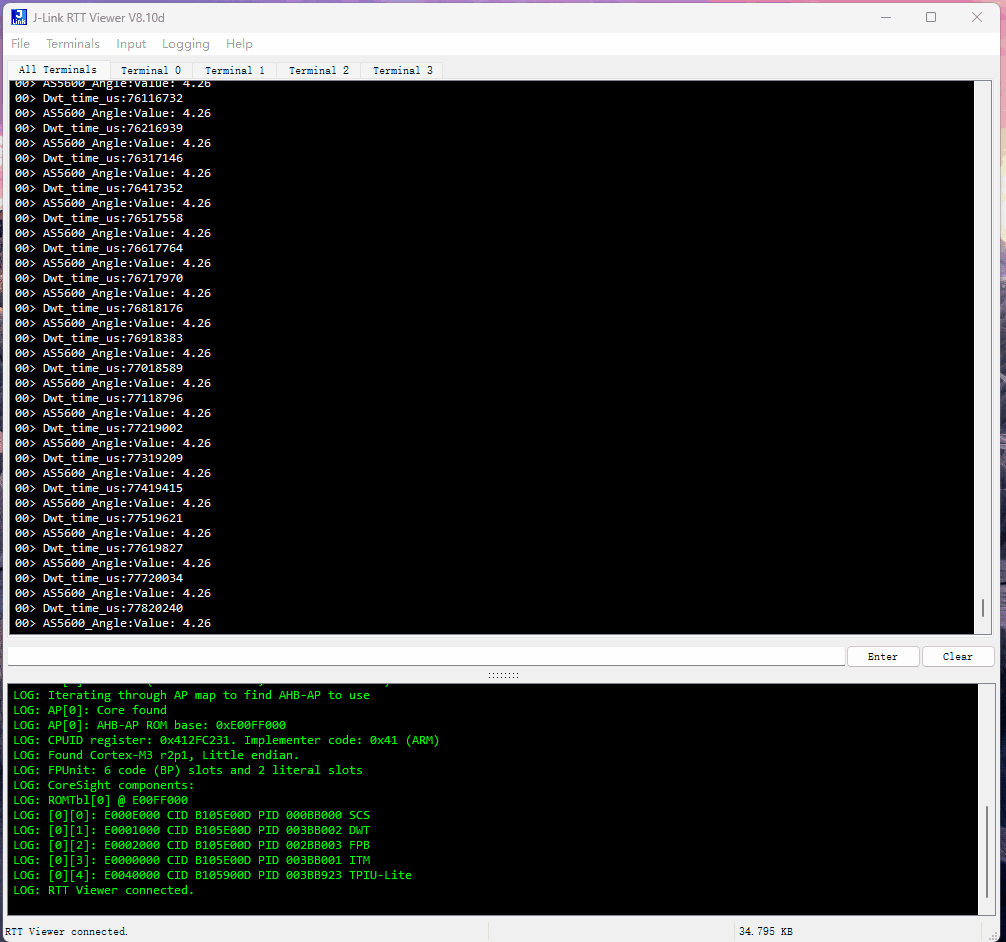 J-Link RTT Viewer V8.10d
File Terminals Input Logging Help
All Terminals Terminal 0 Terminal 1 Terminal 2 Terminal 3
00> AS5600_Angle:Value: 4.26
00> Dwt_time_us:76116732
00> AS5600_Angle:Value: 4.26
00> Dwt_time_us:76216939
00> AS5600_Angle:Value: 4.26
00> Dwt_time_us:76317146
00> AS5600_Angle:Value: 4.26
00> Dwt_time_us:76417352
00> AS5600_Angle:Value: 4.26
00> Dwt_time_us:76517558
00> AS5600_Angle:Value: 4.26
00> Dwt_time_us:76617764
00> AS5600_Angle:Value: 4.26
00> Dwt_time_us:76717970
00> AS5600_Angle:Value: 4.26
00> Dwt_time_us:76818176
00> AS5600_Angle:Value: 4.26
00> Dwt_time_us:76918383
00> AS5600_Angle:Value: 4.26
00> Dwt_time_us:77018589
00> AS5600_Angle:Value: 4.26
00> Dwt_time_us:77118796
00> AS5600_Angle:Value: 4.26
00> Dwt_time_us:77219002
00> AS5600_Angle:Value: 4.26
00> Dwt_time_us:77319209
00> AS5600_Angle:Value: 4.26
00> Dwt_time_us:77419415
00> AS5600_Angle:Value: 4.26
00> Dwt_time_us:77519621
00> AS5600_Angle:Value: 4.26
00> Dwt_time_us:77619827
00> AS5600_Angle:Value: 4.26
00> Dwt_time_us:77720034
00> AS5600_Angle:Value: 4.26
00> Dwt_time_us:77820240
00> AS5600_Angle:Value: 4.26
Enter Clear
LOG: Iterating through AP map to find AHB-AP to use
LOG: AP[0]: Core found
LOG: AP[0]: AHB-AP ROM base: 0xE00FF000
LOG: CPUID register: 0x412FC231. Implementer code: 0x41 (ARM)
LOG: Found Cortex-M3 r2p1, Little endian.
LOG: FPUnit: 6 code (BP) slots and 2 literal slots
LOG: CoreSight components:
LOG: ROMTbl[0] @ E00FF000
LOG: [0][0]: E000E000 CID B105E00D PID 000BB000 SCS
LOG: [0][1]: E0001000 CID B105E00D PID 003BB002 DWT
LOG: [0][2]: E0002000 CID B105E00D PID 002BB003 FPB
LOG: [0][3]: E0000000 CID B105E00D PID 003BB001 ITM
LOG: [0][4]: E0040000 CID B105900D PID 003BB923 TPIU-Lite
LOG: RTT Viewer connected.
RTT Viewer connected. 34.795 KB